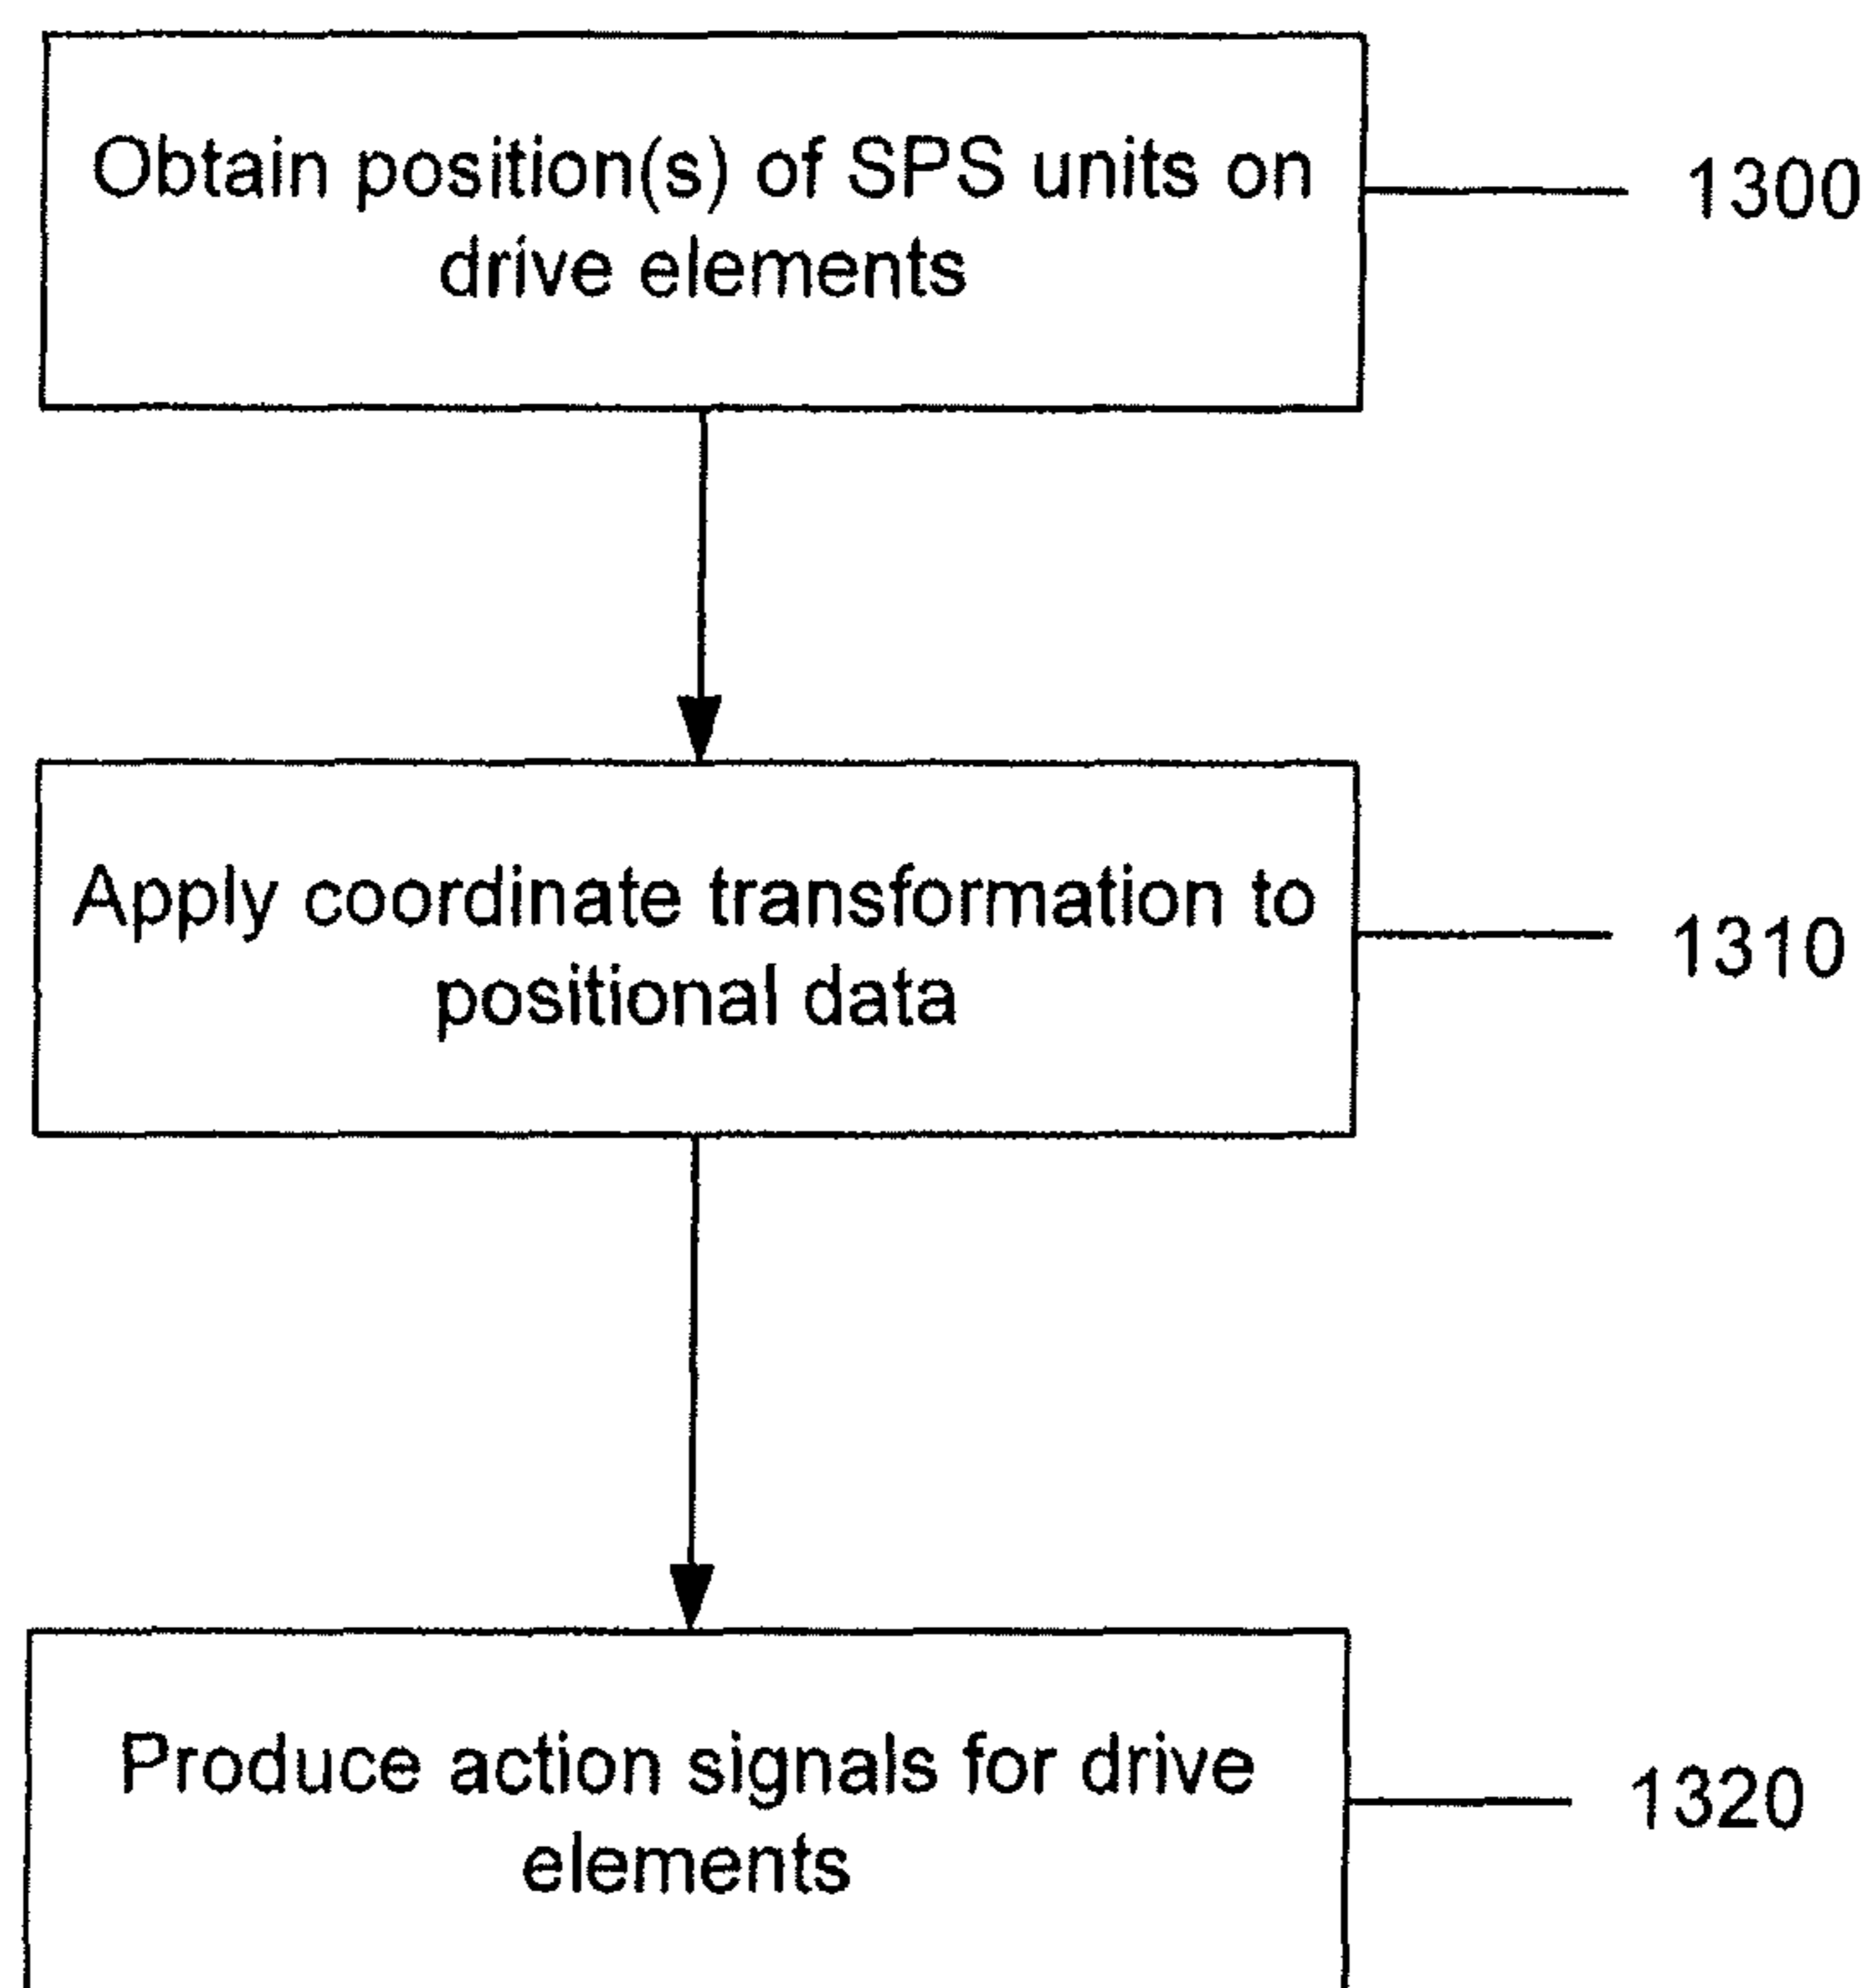 Obtain position(s) of SPS units on
drive elements
1300
Apply coordinate transformation to
positional data
1310
Produce action signals for drive
elements
1320